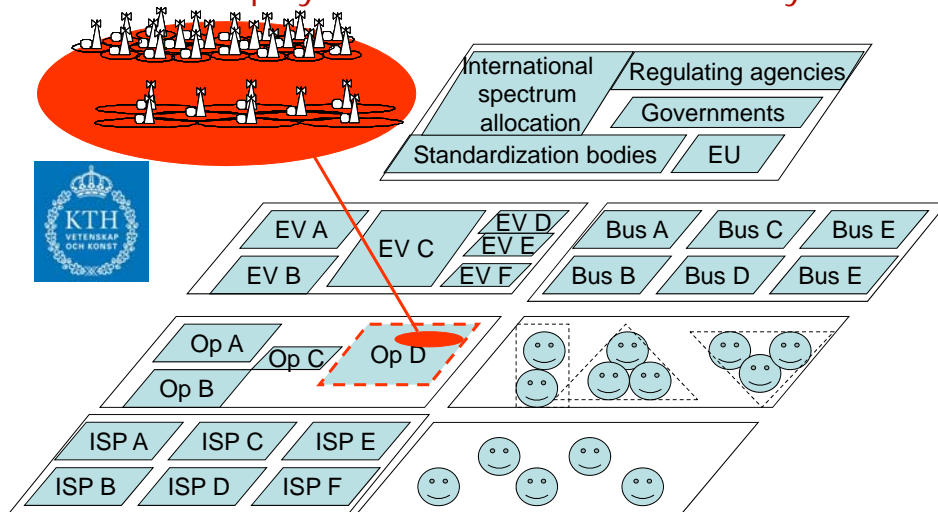 International
spectrum
allocation
Regulating agencies
Governments
Standardization bodies
EU
KTH
VETENSKAP
OCH KONST
EV A
EV B
EV C
EV D
EV E
EV F
Bus A
Bus C
Bus E
Bus B
Bus D
Bus E
Op A
Op B
Op C
Op D
ISP A
ISP C
ISP E
ISP B
ISP D
ISP F